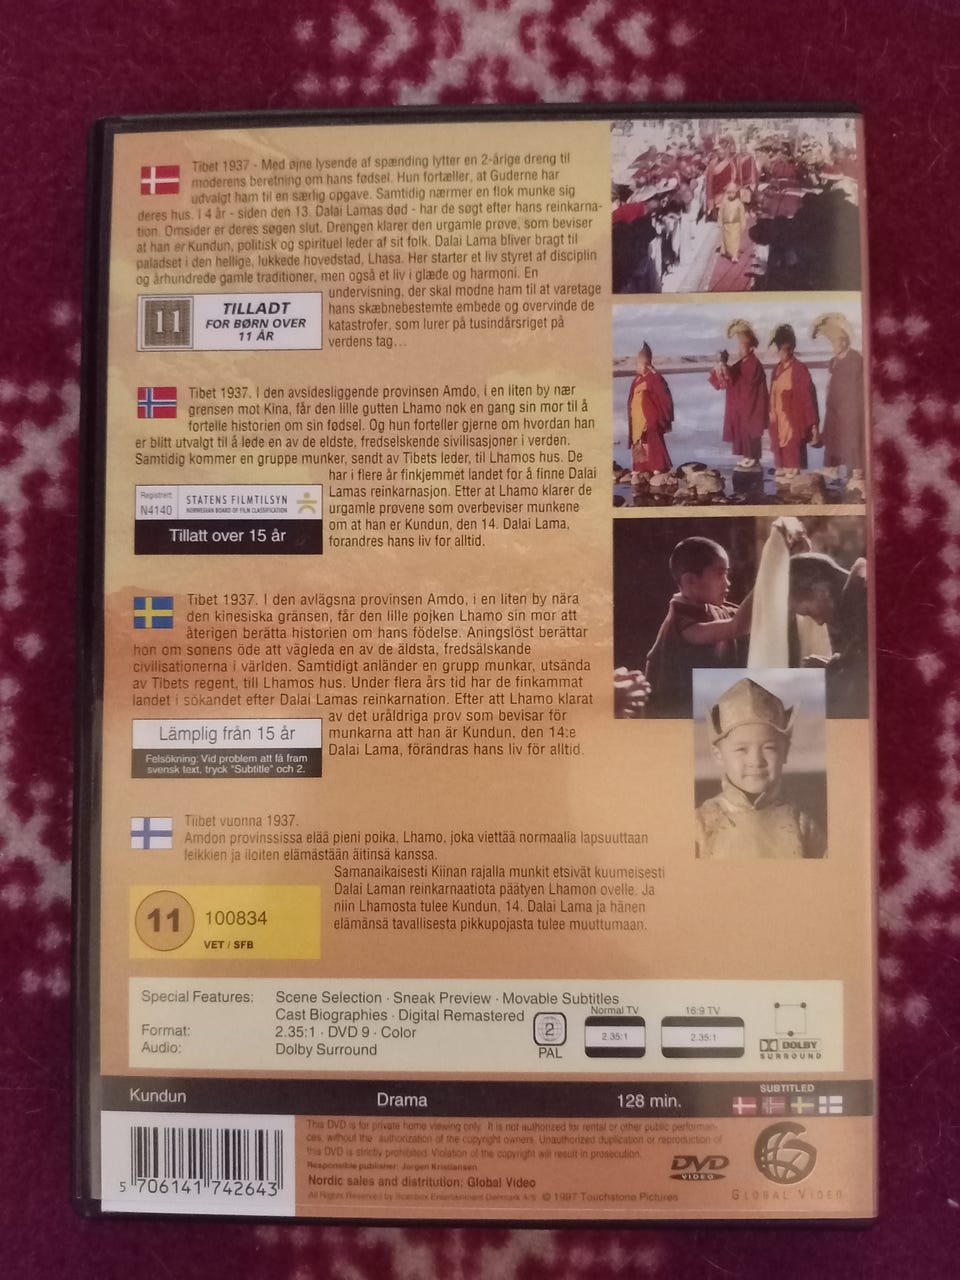 Tibet 1937 - Med øjne lysende af spænding lytter en 2-årige dreng til
moderens beretning om hans fødsel. Hun fortæller, at Guderne har
udvalgt ham til en særlig opgave. Samtidig nærmer en flok munke sig
deres hus. I 4 år - siden den 13. Dalai Lamas død - har de søgt efter hans reinkarna-
tion. Omsider er deres søgen slut. Drengen klarer den urgamle prøve, som beviser
at han er Kundun, politisk og spirituel leder af sit folk. Dalai Lama bliver bragt til
paladset i den hellige, lukkede hovedstad, Lhasa. Her starter et liv styret af disciplin
og århundrede gamle traditioner, men også et liv i glæde og harmoni. En
undervisning, der skal modne ham til at varetage
hans skæbnebestemte embede og overvinde de
katastrofer, som lurer på tusindårsriget på
verdens tag...
11
TILLADT
FOR BØRN OVER
11 ÅR
Tibet 1937. I den avsidesliggende provinsen Amdo, i en liten by nær
grensen mot Kina, får den lille gutten Lhamo nok en gang sin mor til å
fortelle historien om sin fødsel. Og hun forteller gjerne om hvordan han
er blitt utvalgt til å lede en av de eldste, fredselskende sivilisasjoner i verden.
Samtidig kommer en gruppe munker, sendt av Tibets leder, til Lhamos hus. De
har i flere år finkjemmet landet for å finne Dalai
Lamas reinkarnasjon. Etter at Lhamo klarer de
urgamle prøvene som overbeviser munkene
om at han er Kundun, den 14. Dalai Lama,
forandres hans liv for alltid.
Registrert
N4140
STATENS FILMTILSYN
NORWEGIAN BOARD OF FILM CLASSIFICATION
Tillatt over 15 år
Tibet 1937. I den avlägsna provinsen Amdo, i en liten by nära
den kinesiska gränsen, får den lille pojken Lhamo sin mor att
återigen berätta historien om hans födelse. Aningslöst berättar
hon om sonens öde att vägleda en av de äldsta, fredsälskande
civilisationerna i världen. Samtidigt anländer en grupp munkar, utsända
av Tibets regent, till Lhamos hus. Under flera års tid har de finkammat
landet i sökandet efter Dalai Lamas reinkarnation. Efter att Lhamo klarat
av det uråldriga prov som bevisar för
munkarna att han är Kundun, den 14:e
Dalai Lama, förändras hans liv för alltid.
Lämplig från 15 år
Felsökning: Vid problem att få fram
svensk text, tryck "Subtitle" och 2.
Tiibet vuonna 1937.
Amdon provinssissa elää pieni poika, Lhamo, joka viettää normaalia lapsuuttaan
leikkien ja iloiten elämästään äitinsä kanssa.
Samanaikaisesti Kiinan rajalla munkit etsivät kuumeisesti
Dalai Laman reinkarnaatiota päätyen Lhamon ovelle. Ja
niin Lhamosta tulee Kundun, 14. Dalai Lama ja hänen
elämänsä tavallisesta pikkupojasta tulee muuttumaan.
11 100834
VET / SFB
Special Features: Scene Selection · Sneak Preview · Movable Subtitles
Cast Biographies · Digital Remastered
Format: 2.35:1 · DVD 9 · Color
Audio: Dolby Surround
2
PAL
Normal TV
2.35:1
16:9 TV
2.35:1
DOLBY
SURROUND
Kundun Drama 128 min.
SUBTITLED
5 706141 742643
This DVD is for private home viewing only. It is not authorized for rental or other public performan-
ces, without the authorization of the copyright owners. Unauthorized duplication or reproduction of
this DVD is strictly prohibited. Violation of the copyright will result in prosecution.
Responsible publisher: Jørgen Kristiansen
Nordic sales and distribution: Global Video
All Rights Reserved by Scanbox Entertainment Danmark A/S © 1997 Touchstone Pictures
DVD
VIDEO
GLOBAL VIDEO